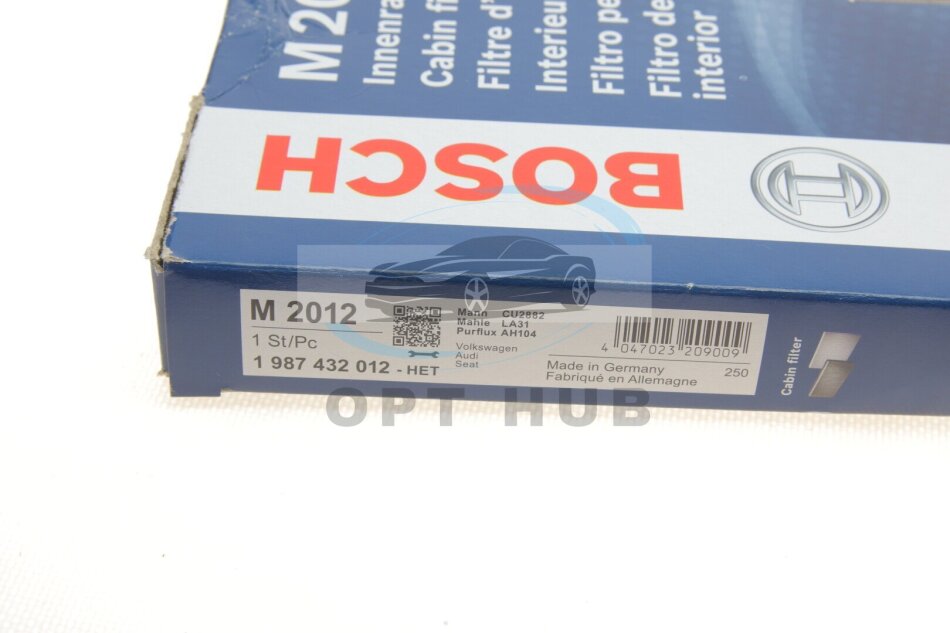 M 20
Innenra
Cabin fi
Filtre d'
Interieu
Filtro pe
Filtro de
interior
BOSCH
M 2012
1 St/Pc
1 987 432 012 - HET
Mann CU2882
Mahle LA31
Purflux AH104
Volkswagen
Audi
Seat
4 047023 209009
Made in Germany 250
Fabriqué en Allemagne
Cabin filter
OPT HUB